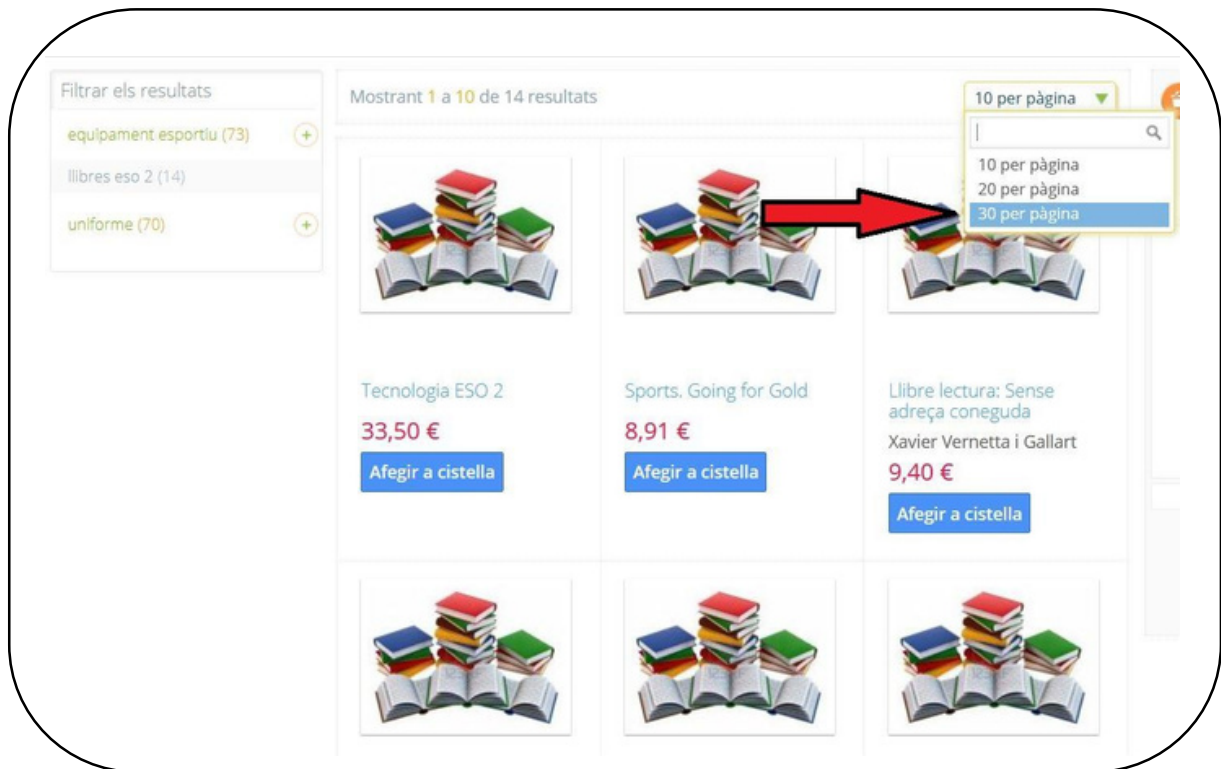 Filtrar els resultats
equipament esportiu (73)
llibres eso 2 (14)
uniforme (70)
Mostrant 1 a 10 de 14 resultats
10 per pàgina
10 per pàgina
20 per pàgina
30 per pàgina
Tecnologia ESO 2
33,50 €
Afegir a cistella
Sports. Going for Gold
8,91 €
Afegir a cistella
Llibre lectura: Sense
adreça coneguda
Xavier Vernetta i Gallart
9,40 €
Afegir a cistella